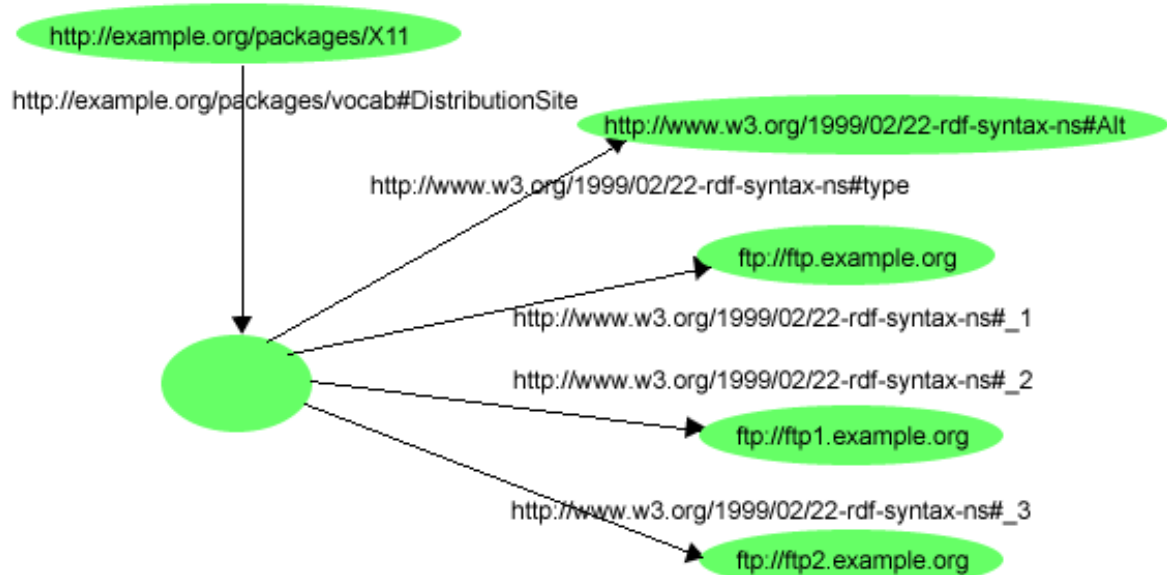 http://example.org/packages/X11
http://example.org/packages/vocab#DistributionSite
http://www.w3.org/1999/02/22-rdf-syntax-ns#Alt
http://www.w3.org/1999/02/22-rdf-syntax-ns#type
ftp://ftp.example.org
http://www.w3.org/1999/02/22-rdf-syntax-ns#_1
http://www.w3.org/1999/02/22-rdf-syntax-ns#_2
ftp://ftp1.example.org
http://www.w3.org/1999/02/22-rdf-syntax-ns#_3
ftp://ftp2.example.org